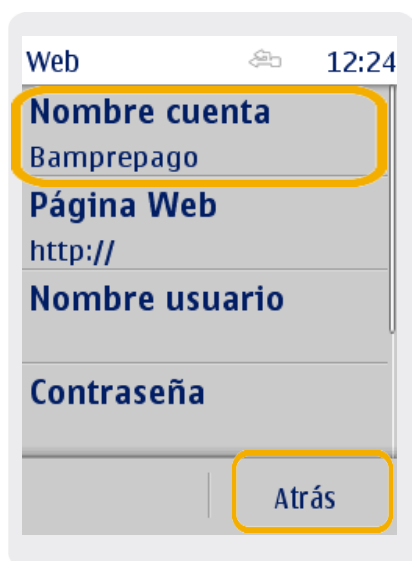 Web 12:24
Nombre cuenta
Bamprepago
Página Web
http://
Nombre usuario
Contraseña
Atrás